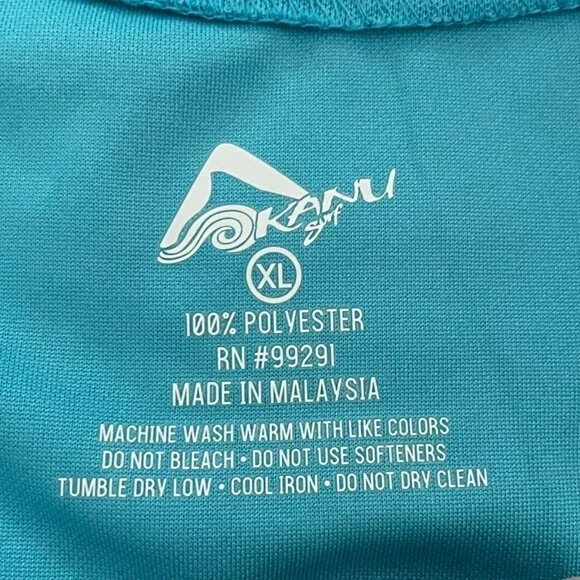 KANU
Surf
XL
100% POLYESTER
RN #99291
MADE IN MALAYSIA
MACHINE WASH WARM WITH LIKE COLORS
DO NOT BLEACH • DO NOT USE SOFTENERS
TUMBLE DRY LOW • COOL IRON • DO NOT DRY CLEAN